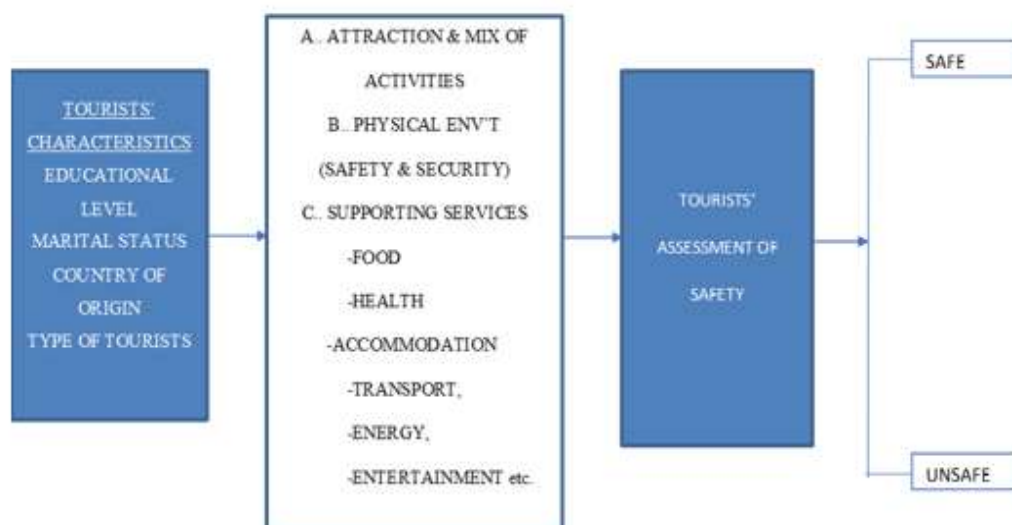 TOURISTS'
CHARACTERISTICS
EDUCATIONAL
LEVEL
MARITAL STATUS
COUNTRY OF
ORIGIN
TYPE OF TOURISTS
A.. ATTRACTION & MIX OF
ACTIVITIES
B.. PHYSICAL ENV'T
(SAFETY & SECURITY)
C.. SUPPORTING SERVICES
-FOOD
-HEALTH
-ACCOMMODATION
-TRANSPORT,
-ENERGY,
-ENTERTAINMENT etc.
TOURISTS'
ASSESSMENT OF
SAFETY
SAFE
UNSAFE